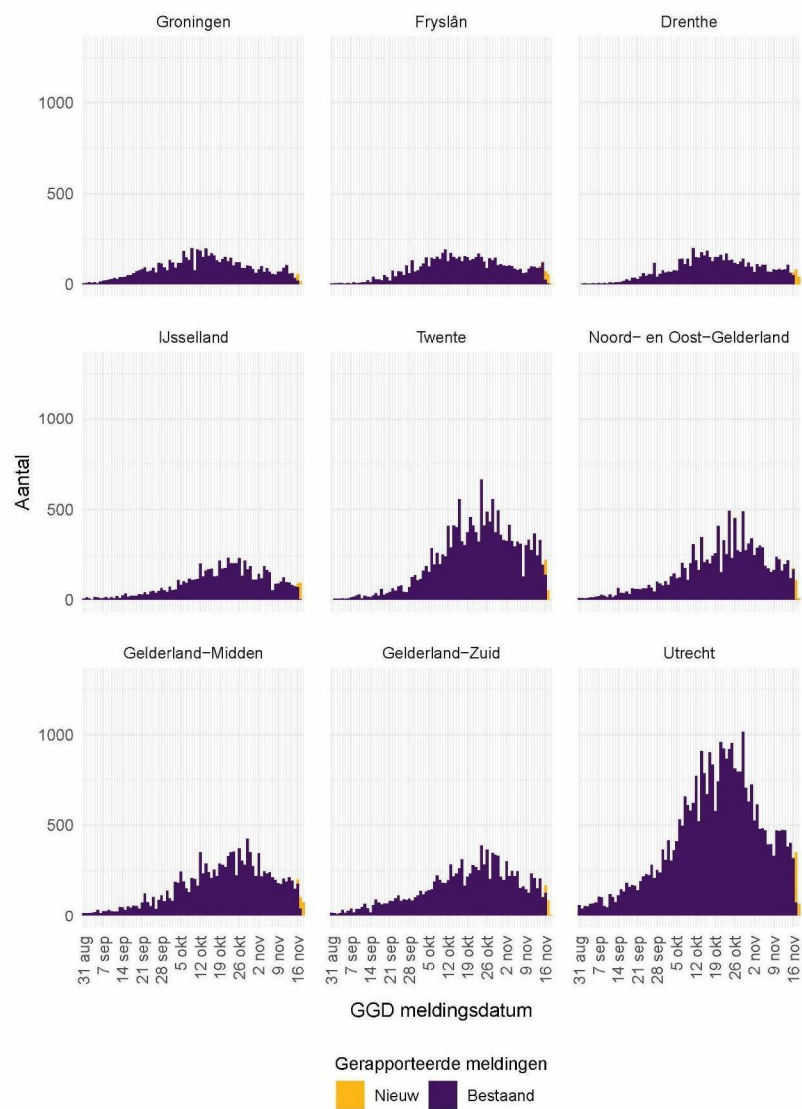 Groningen
Fryslân
Drenthe
1000
500
0
IJsselland
Twente
Noord− en Oost−Gelderland
1000
500
0
Aantal
Gelderland−Midden
Gelderland−Zuid
Utrecht
1000
500
0
31 aug
7 sep
14 sep
21 sep
28 sep
5 okt
12 okt
19 okt
26 okt
2 nov
9 nov
16 nov
31 aug
7 sep
14 sep
21 sep
28 sep
5 okt
12 okt
19 okt
26 okt
2 nov
9 nov
16 nov
31 aug
7 sep
14 sep
21 sep
28 sep
5 okt
12 okt
19 okt
26 okt
2 nov
9 nov
16 nov
GGD meldingsdatum
Gerapporteerde meldingen
Nieuw
Bestaand